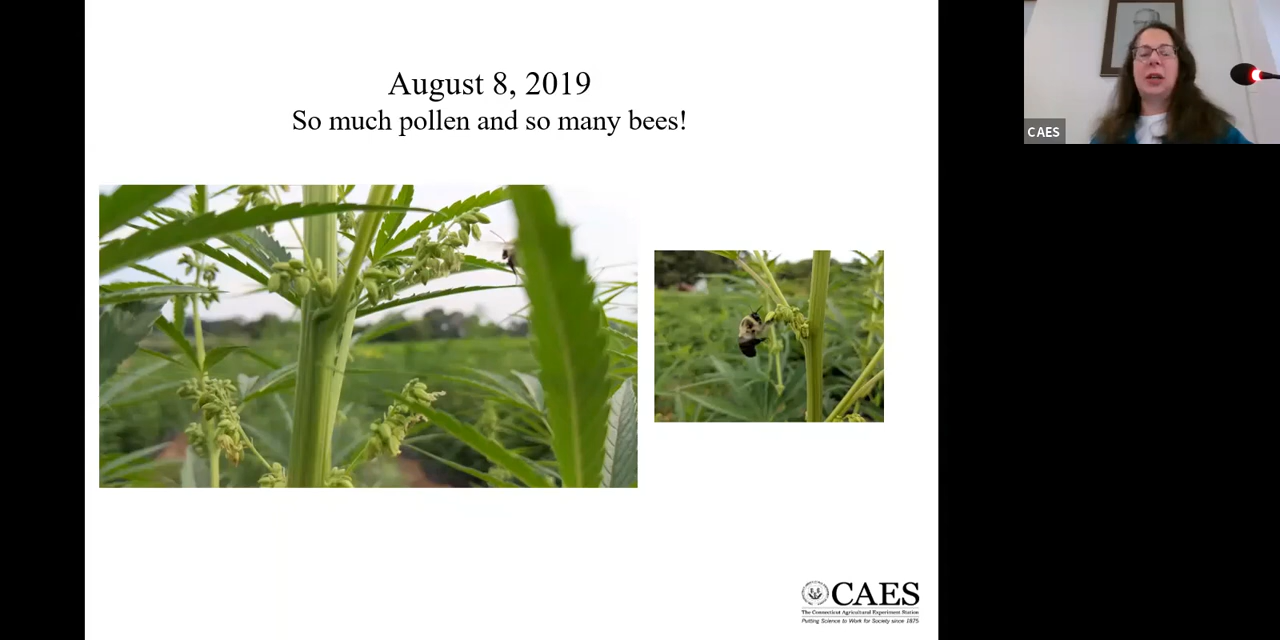 August 8, 2019
So much pollen and so many bees!
CAES
CAES
The Connecticut Agricultural Experiment Station
Putting Science to Work for Society since 1875